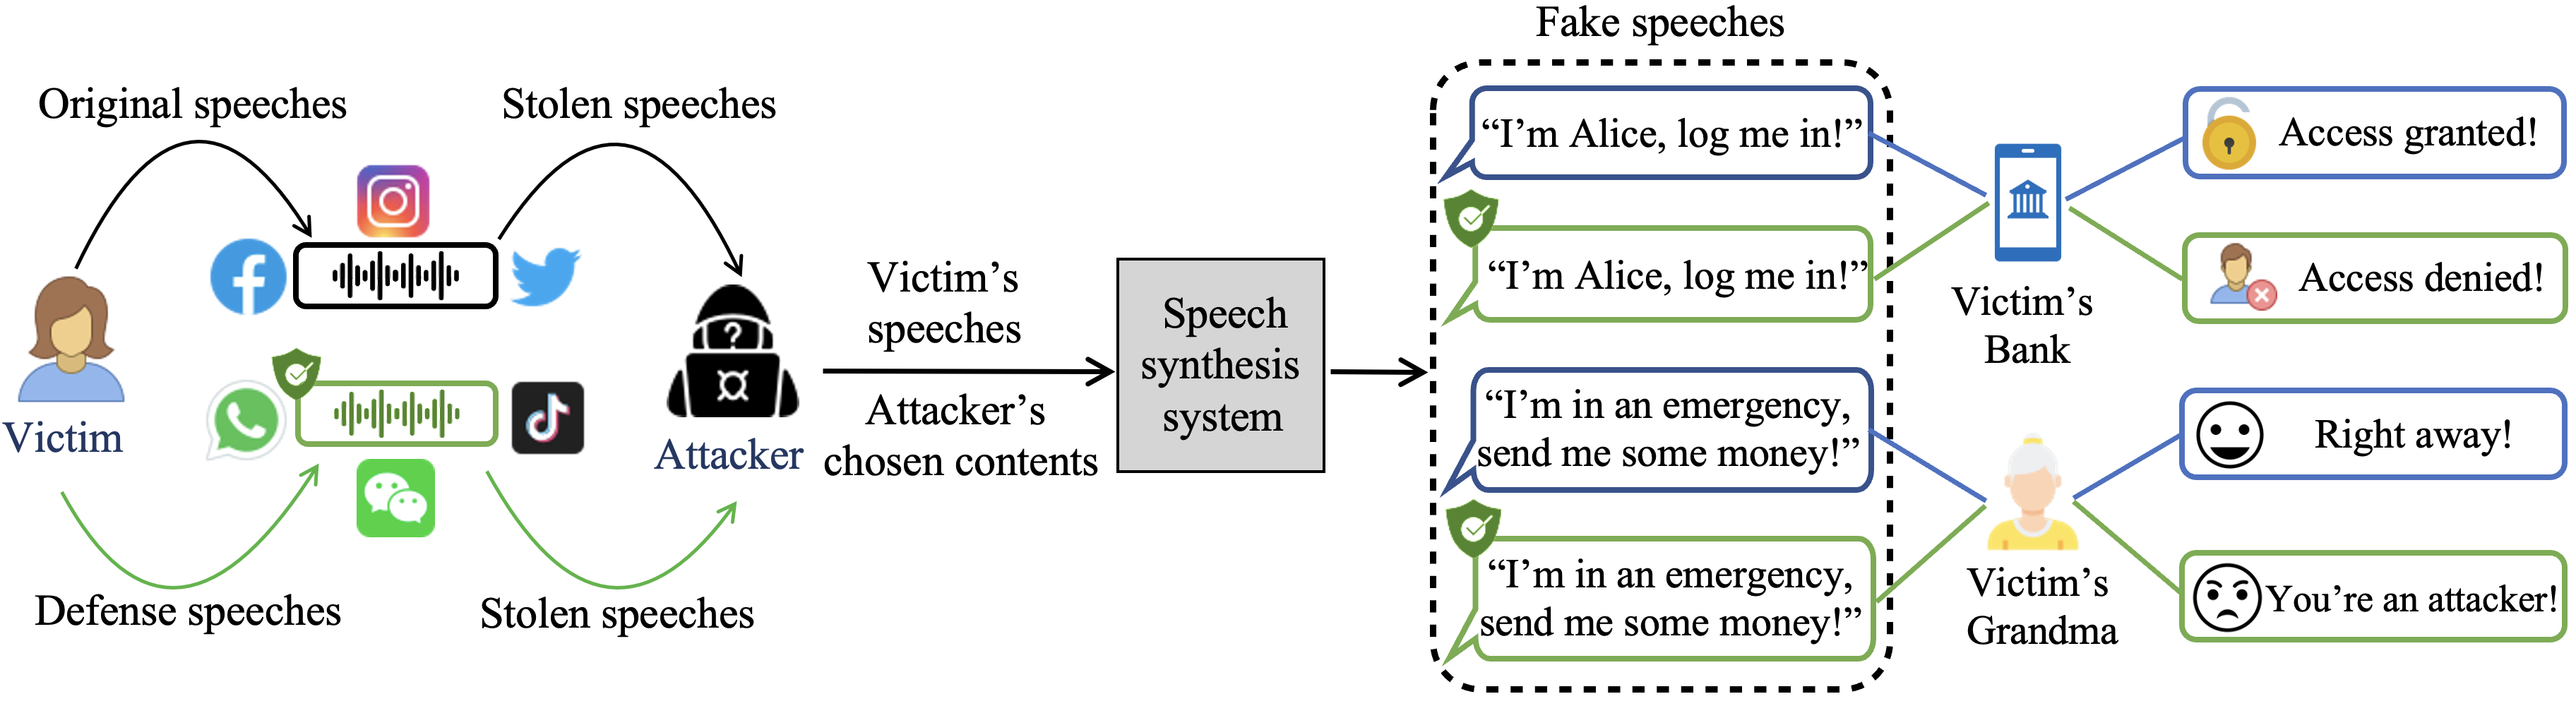 Original speeches
Stolen speeches
Victim
Defense speeches
Stolen speeches
?
Attacker
Victim's
speeches
Attacker's
chosen contents
Speech
synthesis
system
Fake speeches
“I’m Alice, log me in!”
“I’m Alice, log me in!”
“I’m in an emergency,
send me some money!”
“I’m in an emergency,
send me some money!”
Victim’s
Bank
Victim’s
Grandma
Access granted!
Access denied!
Right away!
You’re an attacker!